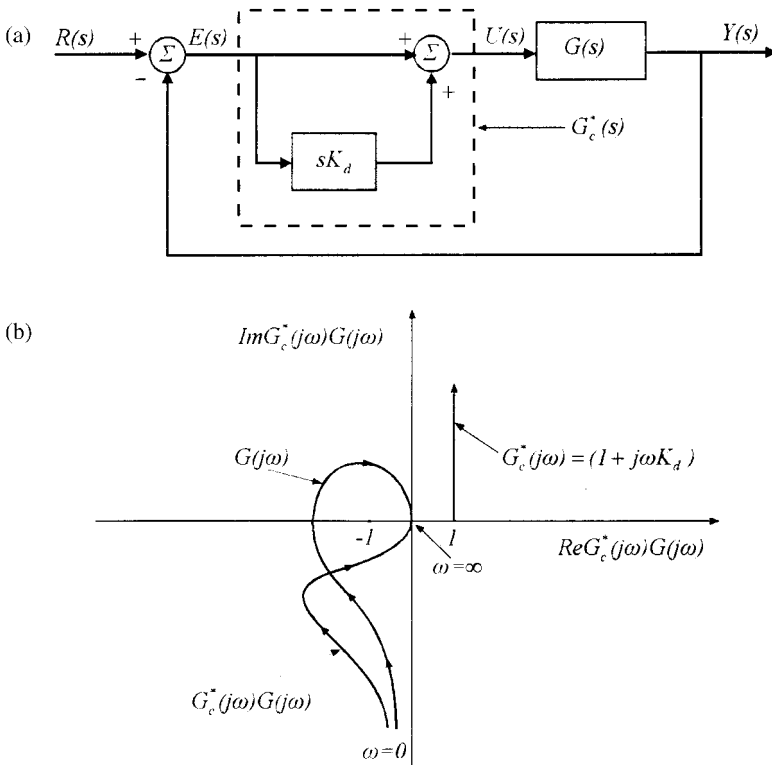 (a)
R(s) + Σ E(s) + Σ U(s) G(s) Y(s)
- +
G_c^*(s)
sK_d
(b)
ImG_c^*(jω)G(jω)
G(jω)
G_c^*(jω) = (1 + jωK_d)
-1 1
ω=∞ ReG_c^*(jω)G(jω)
G_c^*(jω)G(jω)
ω=0